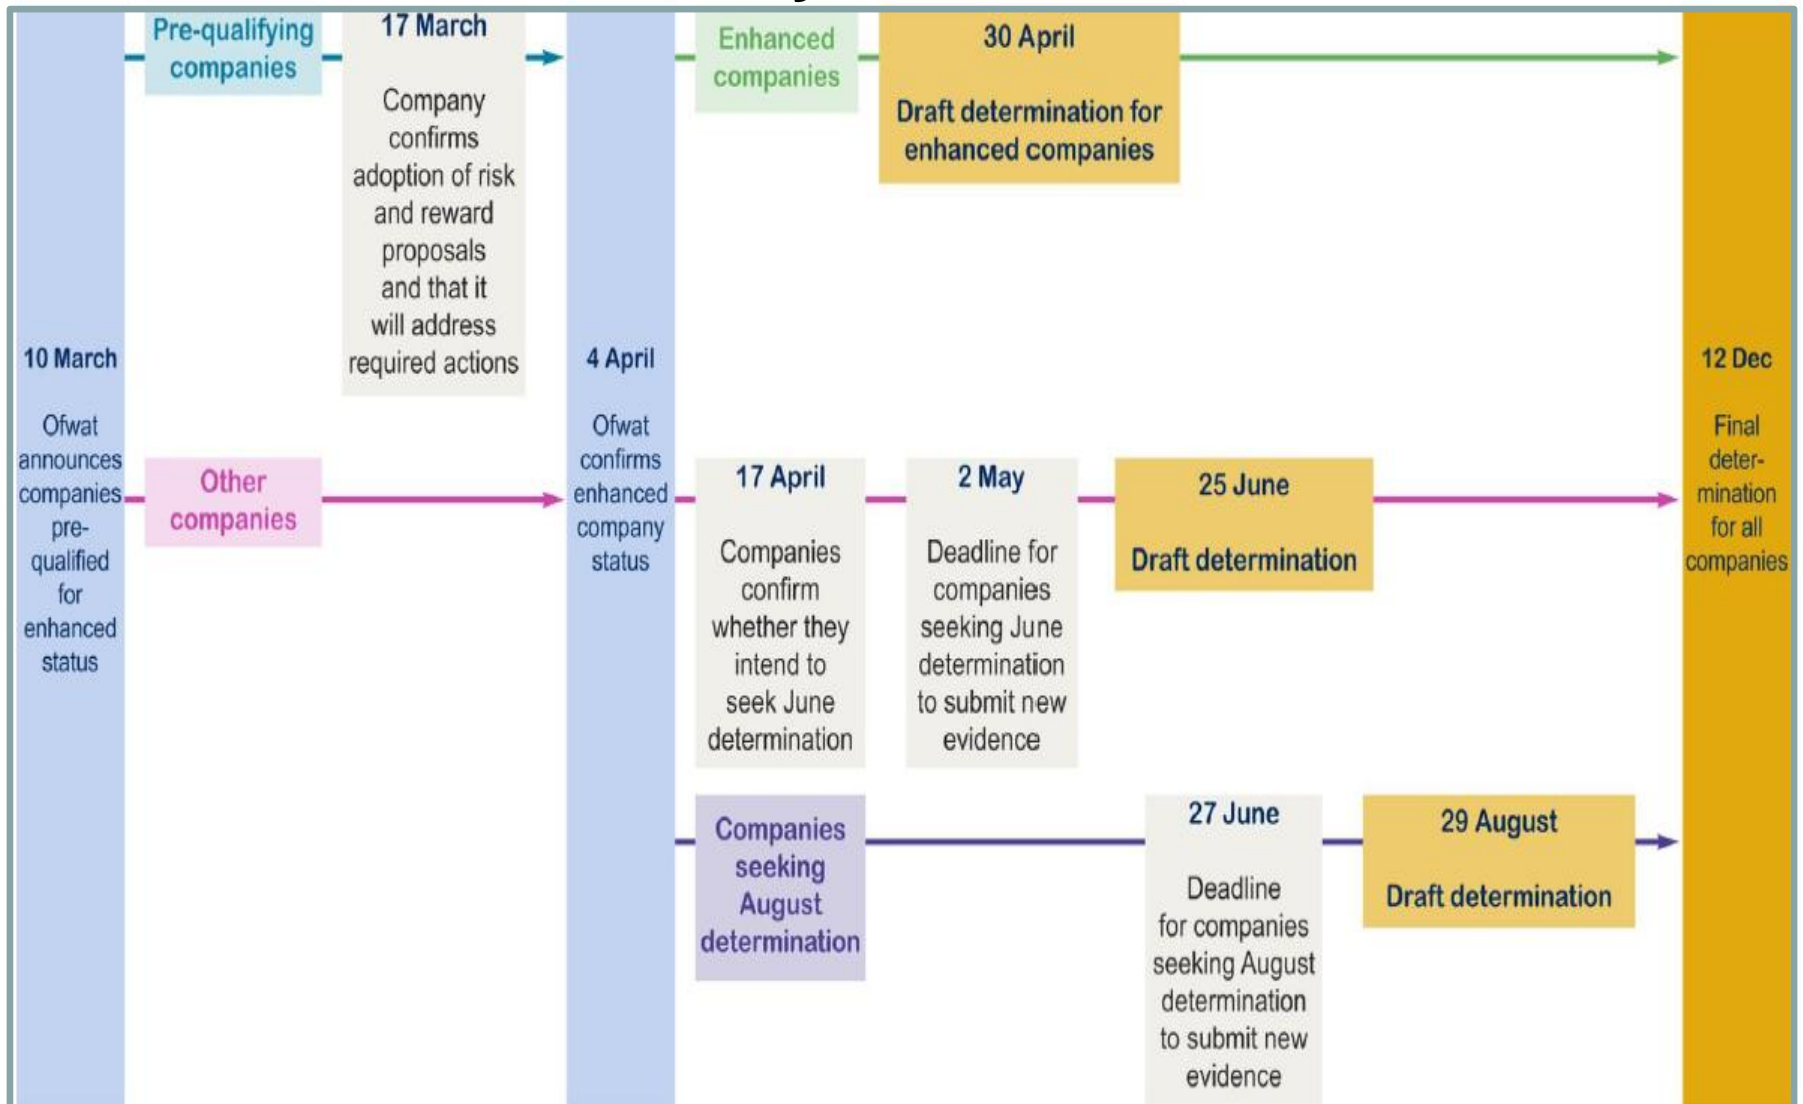 10 March
Ofwat
announces
companies
pre-
qualified
for
enhanced
status
Pre-qualifying
companies
17 March
Company
confirms
adoption of risk
and reward
proposals
and that it
will address
required actions
Other
companies
4 April
Ofwat
confirms
enhanced
company
status
Enhanced
companies
30 April
Draft determination for
enhanced companies
17 April
Companies
confirm
whether they
intend to
seek June
determination
2 May
Deadline for
companies
seeking June
determination
to submit new
evidence
25 June
Draft determination
Companies
seeking
August
determination
27 June
Deadline
for companies
seeking August
determination
to submit new
evidence
29 August
Draft determination
12 Dec
Final
deter-
mination
for all
companies